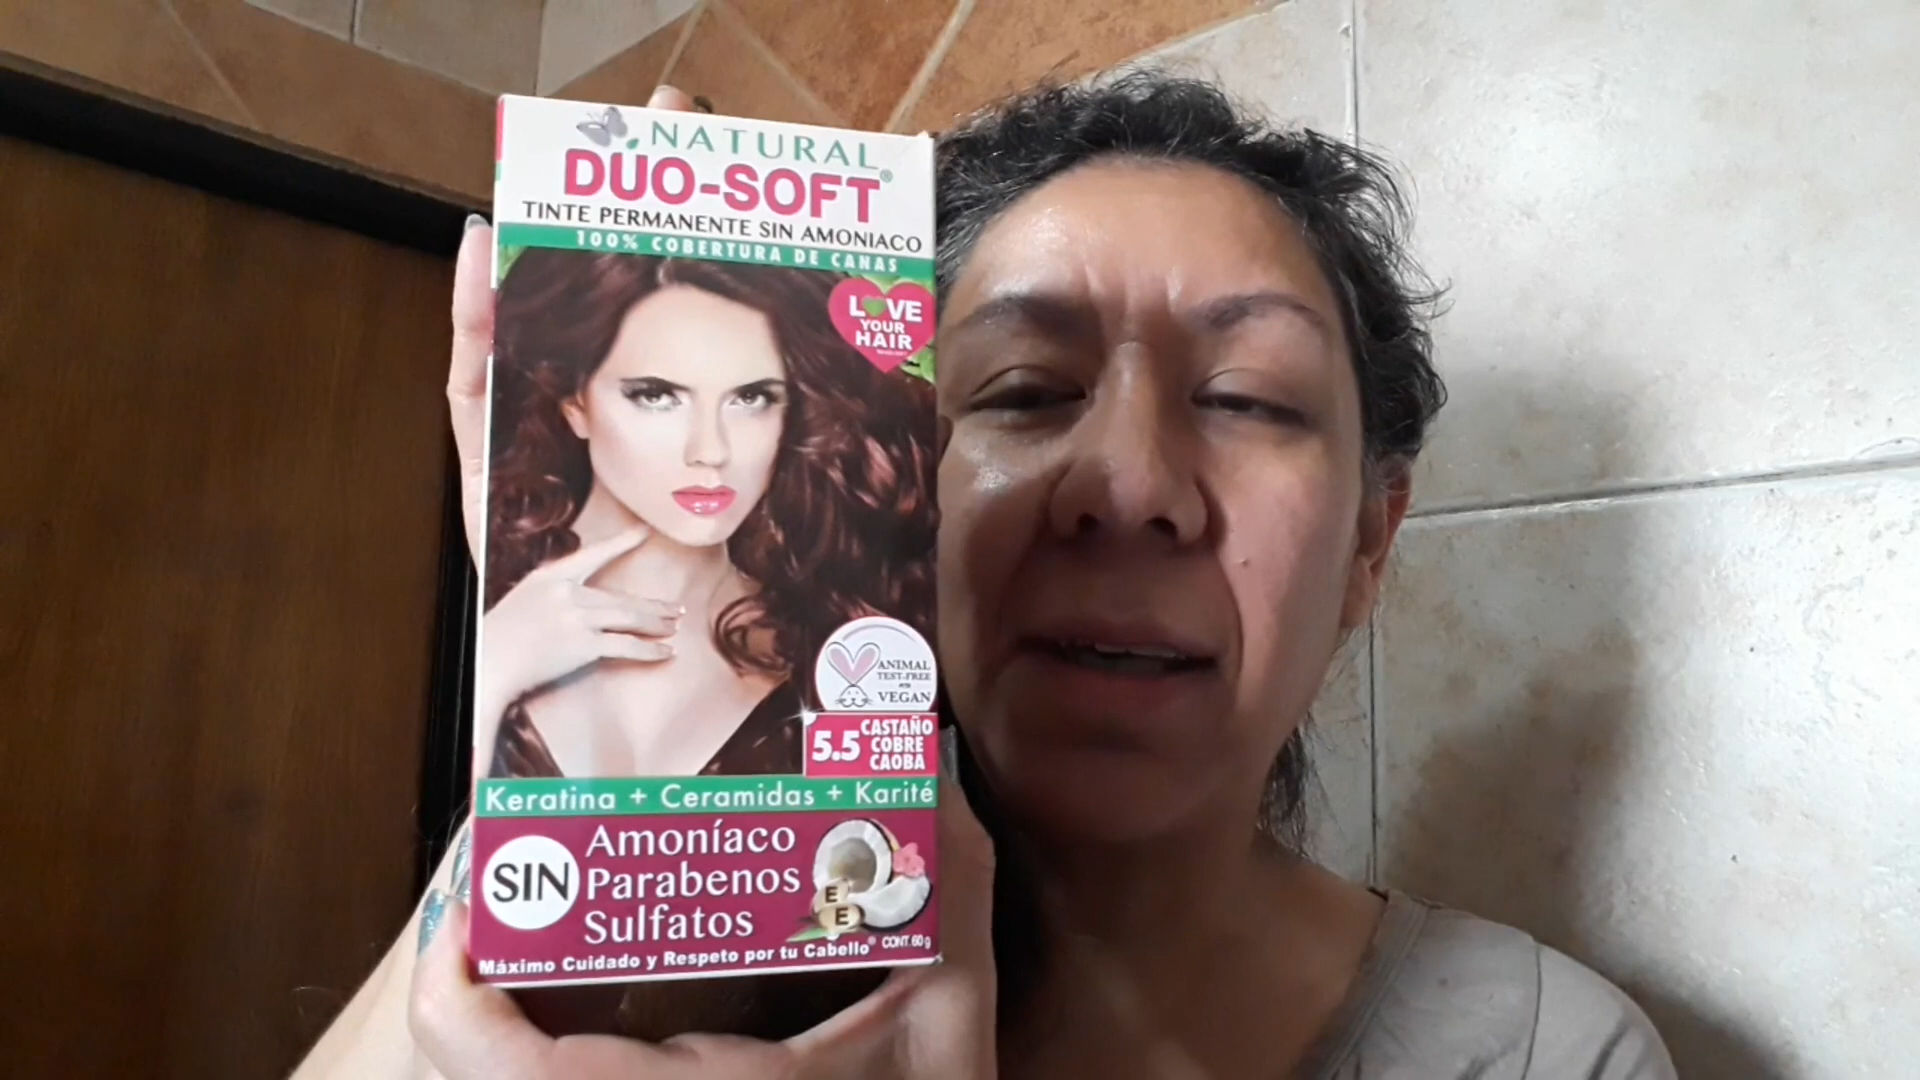 NATURAL
DUO-SOFT®
TINTE PERMANENTE SIN AMONIACO
100% COBERTURA DE CANAS
LOVE
YOUR
HAIR
ANIMAL
TEST-FREE
VEGAN
5.5 CASTAÑO
COBRE
CAOBA
Keratina + Ceramidas + Karité
SIN Amoníaco
Parabenos
Sulfatos
E
E
Máximo Cuidado y Respeto por tu Cabello® CONT. 60 g